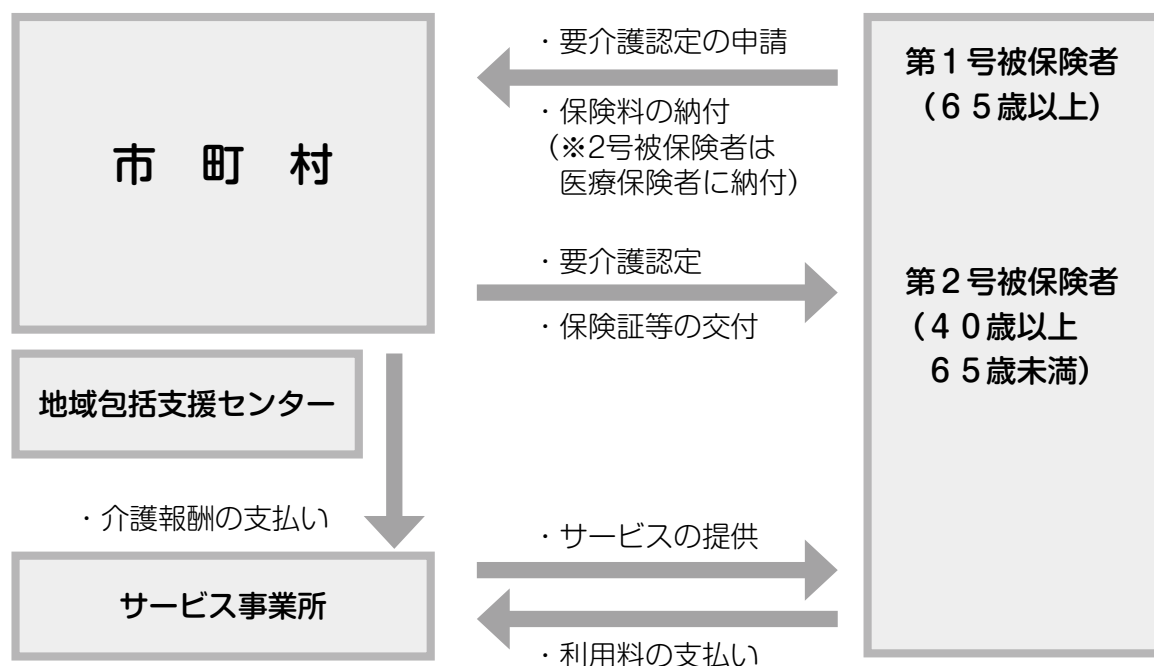 ・要介護認定の申請
・保険料の納付
（※2号被保険者は
医療保険者に納付）
市町村
第１号被保険者
（６５歳以上）
・要介護認定
・保険証等の交付
第２号被保険者
（４０歳以上
６５歳未満）
地域包括支援センター
・介護報酬の支払い
サービス事業所
・サービスの提供
・利用料の支払い